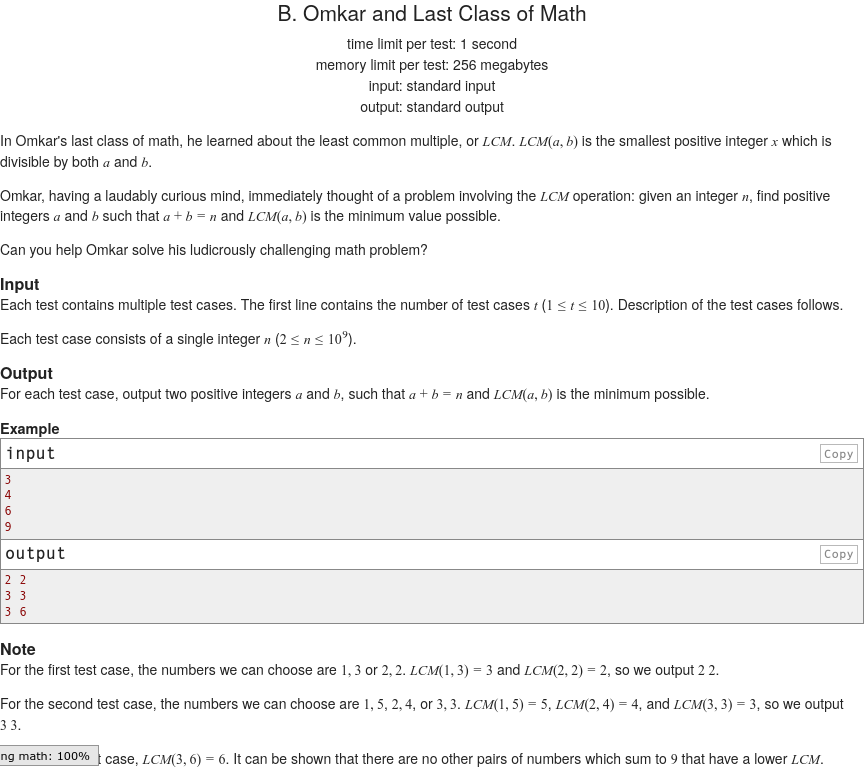 B. Omkar and Last Class of Math
time limit per test: 1 second
memory limit per test: 256 megabytes
input: standard input
output: standard output
In Omkar's last class of math, he learned about the least common multiple, or LCM. LCM(a, b) is the smallest positive integer x which is
divisible by both a and b.
Omkar, having a laudably curious mind, immediately thought of a problem involving the LCM operation: given an integer n, find positive
integers a and b such that a + b = n and LCM(a, b) is the minimum value possible.
Can you help Omkar solve his ludicrously challenging math problem?
Input
Each test contains multiple test cases. The first line contains the number of test cases t (1 ≤ t ≤ 10). Description of the test cases follows.
Each test case consists of a single integer n (2 ≤ n ≤ 10⁹).
Output
For each test case, output two positive integers a and b, such that a + b = n and LCM(a, b) is the minimum possible.
Example
input
Copy
3
4
6
9
output
Copy
2 2
3 3
3 6
Note
For the first test case, the numbers we can choose are 1, 3 or 2, 2. LCM(1, 3) = 3 and LCM(2, 2) = 2, so we output 2 2.
For the second test case, the numbers we can choose are 1, 5, 2, 4, or 3, 3. LCM(1, 5) = 5, LCM(2, 4) = 4, and LCM(3, 3) = 3, so we output
3 3.
ng math: 100% t case, LCM(3, 6) = 6. It can be shown that there are no other pairs of numbers which sum to 9 that have a lower LCM.